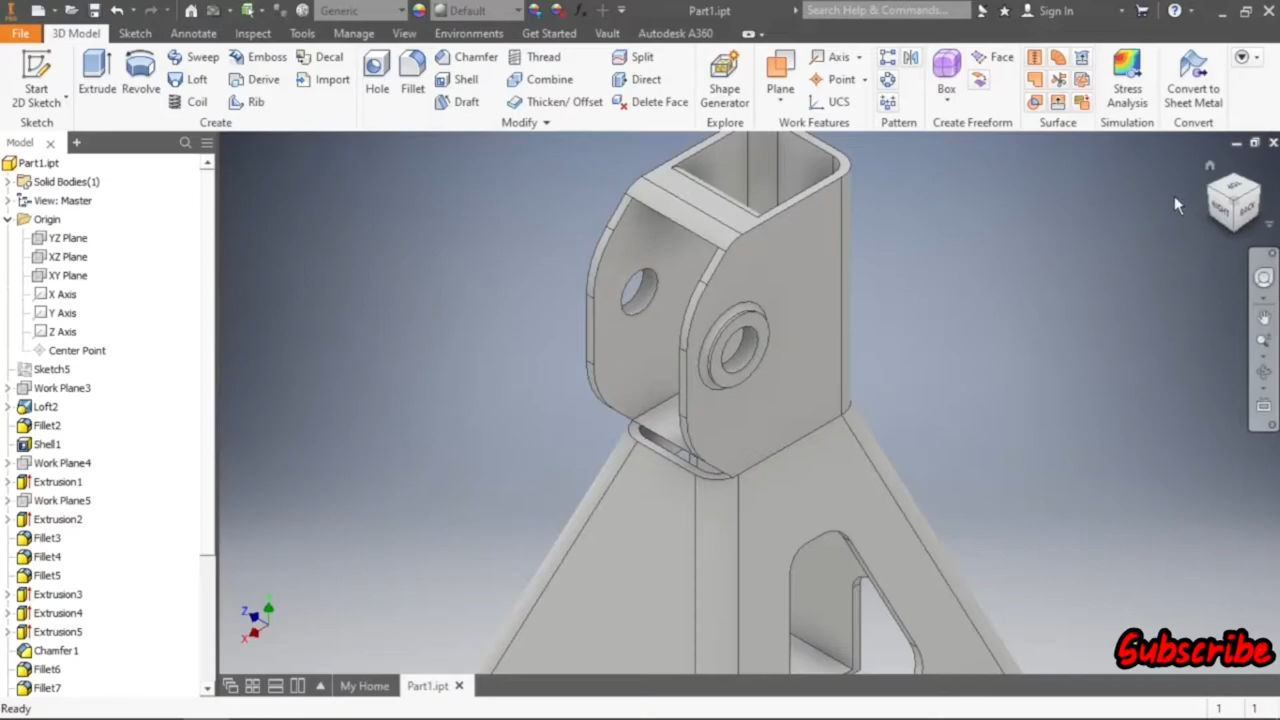 Generic
Default
Part1.ipt
Search Help & Commands...
Sign In
PRO
File
3D Model
Sketch
Annotate
Inspect
Tools
Manage
View
Environments
Get Started
Vault
Autodesk A360
Start
2D Sketch
Sketch
Extrude
Revolve
Sweep
Loft
Coil
Emboss
Derive
Rib
Decal
Import
Create
Hole
Fillet
Chamfer
Shell
Draft
Thread
Combine
Thicken/ Offset
Split
Direct
Delete Face
Modify
Shape
Generator
Explore
Plane
Axis
Point
UCS
Work Features
Pattern
Box
Face
Create Freeform
Surface
Stress
Analysis
Simulation
Convert to
Sheet Metal
Convert
Model
Part1.ipt
Solid Bodies(1)
View: Master
Origin
YZ Plane
XZ Plane
XY Plane
X Axis
Y Axis
Z Axis
Center Point
Sketch5
Work Plane3
Loft2
Fillet2
Shell1
Work Plane4
Extrusion1
Work Plane5
Extrusion2
Fillet3
Fillet4
Fillet5
Extrusion3
Extrusion4
Extrusion5
Chamfer1
Fillet6
Fillet7
RIGHT
BACK
Z
X
Subscribe
My Home
Part1.ipt
Ready
1
1